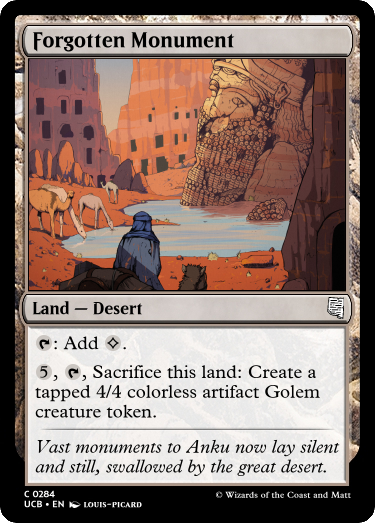 Forgotten Monument
Land — Desert
: Add .
5, , Sacrifice this land: Create a
tapped 4/4 colorless artifact Golem
creature token.
Vast monuments to Anku now lay silent
and still, swallowed by the great desert.
C 0284
UCB • EN LOUIS-PICARD
© Wizards of the Coast and Matt